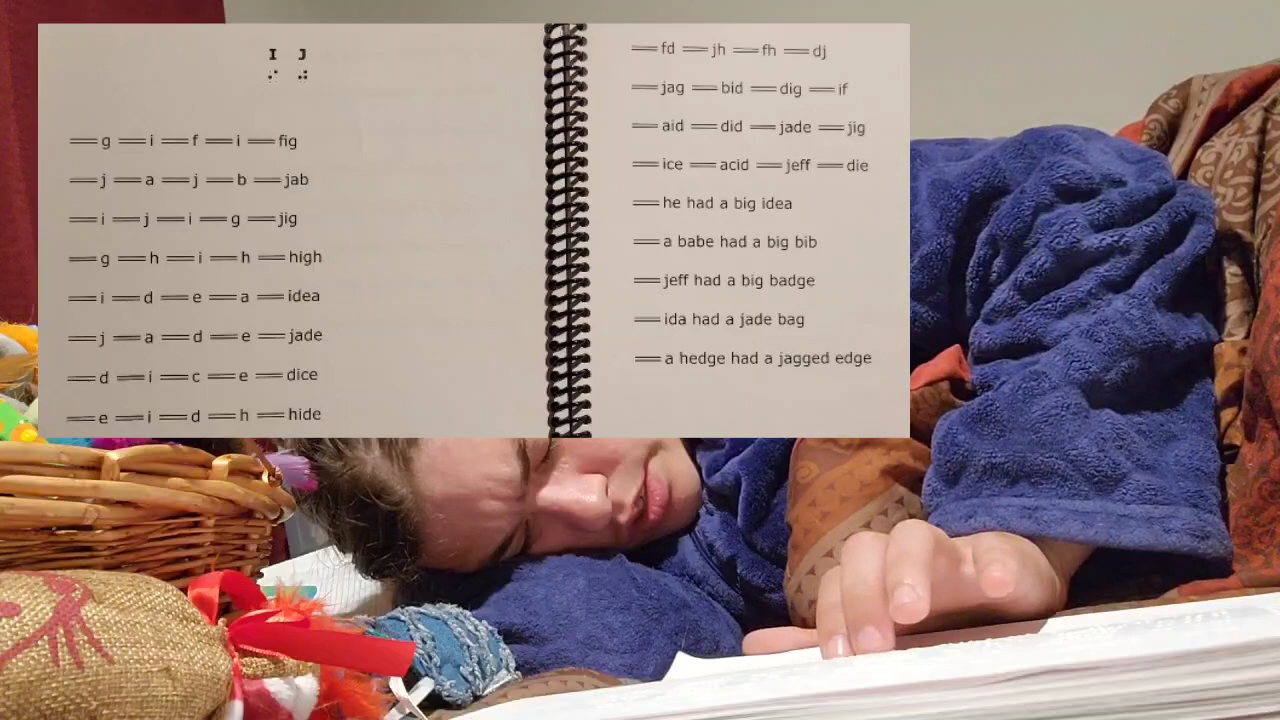 I J
⠊ ⠚
══ g ══ i ══ f ══ i ══ fig
══ j ══ a ══ j ══ b ══ jab
══ i ══ j ══ i ══ g ══ jig
══ g ══ h ══ i ══ h ══ high
══ i ══ d ══ e ══ a ══ idea
══ j ══ a ══ d ══ e ══ jade
══ d ══ i ══ c ══ e ══ dice
══ e ══ i ══ d ══ h ══ hide
══ fd ══ jh ══ fh ══ dj
══ jag ══ bid ══ dig ══ if
══ aid ══ did ══ jade ══ jig
══ ice ══ acid ══ jeff ══ die
══ he had a big idea
══ a babe had a big bib
══ jeff had a big badge
══ ida had a jade bag
══ a hedge had a jagged edge